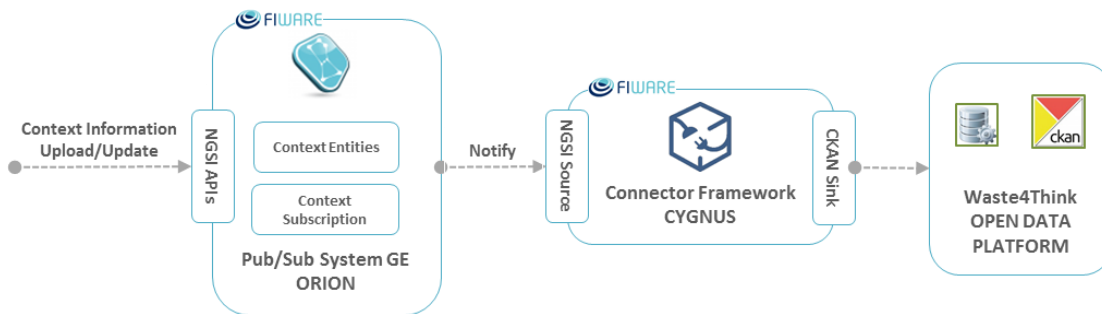 FIWARE
Context Information
Upload/Update
NGSI APIs
Context Entities
Context
Subscription
Pub/Sub System GE
ORION
Notify
FIWARE
NGSI Source
Connector Framework
CYGNUS
CKAN Sink
ckan
Waste4Think
OPEN DATA
PLATFORM